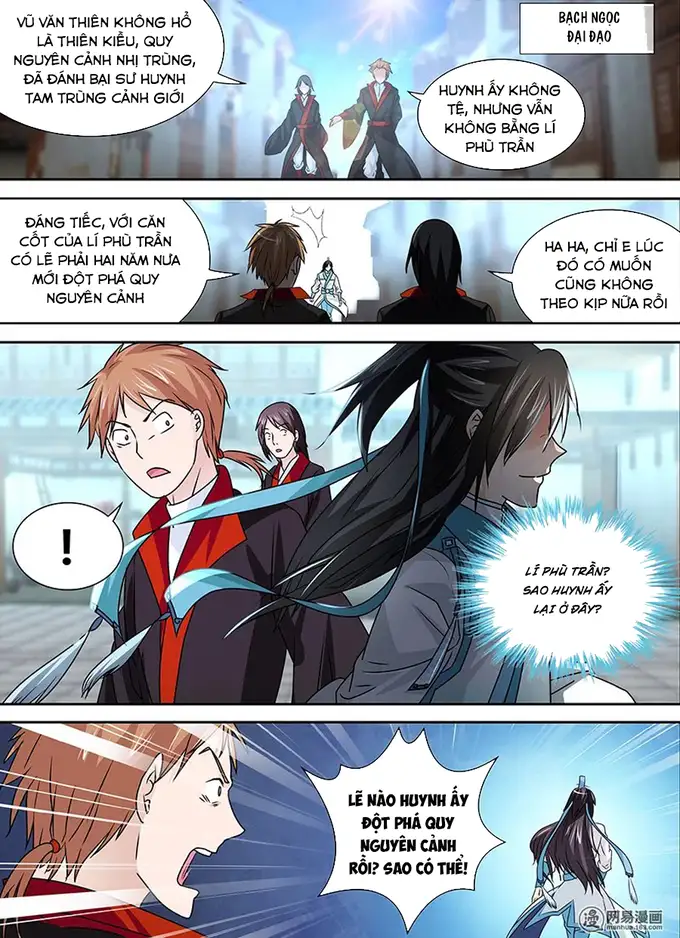 VŨ VĂN THIÊN KHÔNG HỔ
LÀ THIÊN KIỀU, QUY
NGUYÊN CẢNH NHỊ TRÙNG,
ĐÃ ĐÁNH BẠI SƯ HUYNH
TAM TRÙNG CẢNH GIỚI
BẠCH NGỌC
ĐẠI ĐẠO
HUYNH ẤY KHÔNG
TỆ, NHƯNG VẪN
KHÔNG BẰNG LÍ
PHÙ TRẦN
ĐÁNG TIẾC, VỚI CĂN
CỐT CỦA LÍ PHÙ TRẦN
CÓ LẼ PHẢI HAI NĂM NƯA
MỚI ĐỘT PHÁ QUY
NGUYÊN CẢNH
HA HA, CHỈ E LÚC
ĐÓ CÓ MUỐN
CŨNG KHÔNG
THEO KỊP NỮA RỒI
!
LÍ PHÙ TRẦN?
SAO HUYNH ẤY
LẠI Ở ĐÂY?
LẼ NÀO HUYNH ẤY
ĐỘT PHÁ QUY
NGUYÊN CẢNH
RỒI? SAO CÓ THỂ!
网易漫画
manhua.163.com